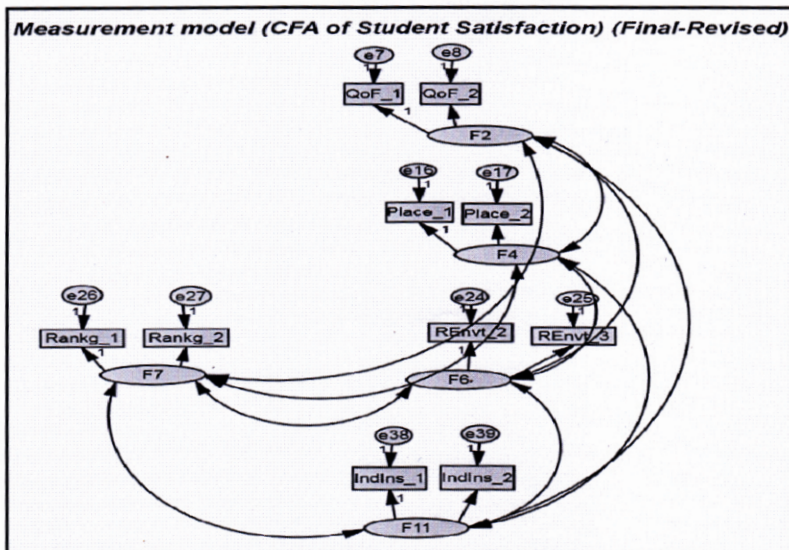 Measurement model (CFA of Student Satisfaction) (Final-Revised)
e7 e8
1 1
QoF_1 QoF_2
1
F2
e16 e17
1 1
Place_1 Place_2
1
F4
e26 e27 e24 e25
1 1 1 1
Rankg_1 Rankg_2 REnvt_2 REnvt_3
1 1
F7 F6
e38 e39
1 1
IndIns_1 IndIns_2
1
F11